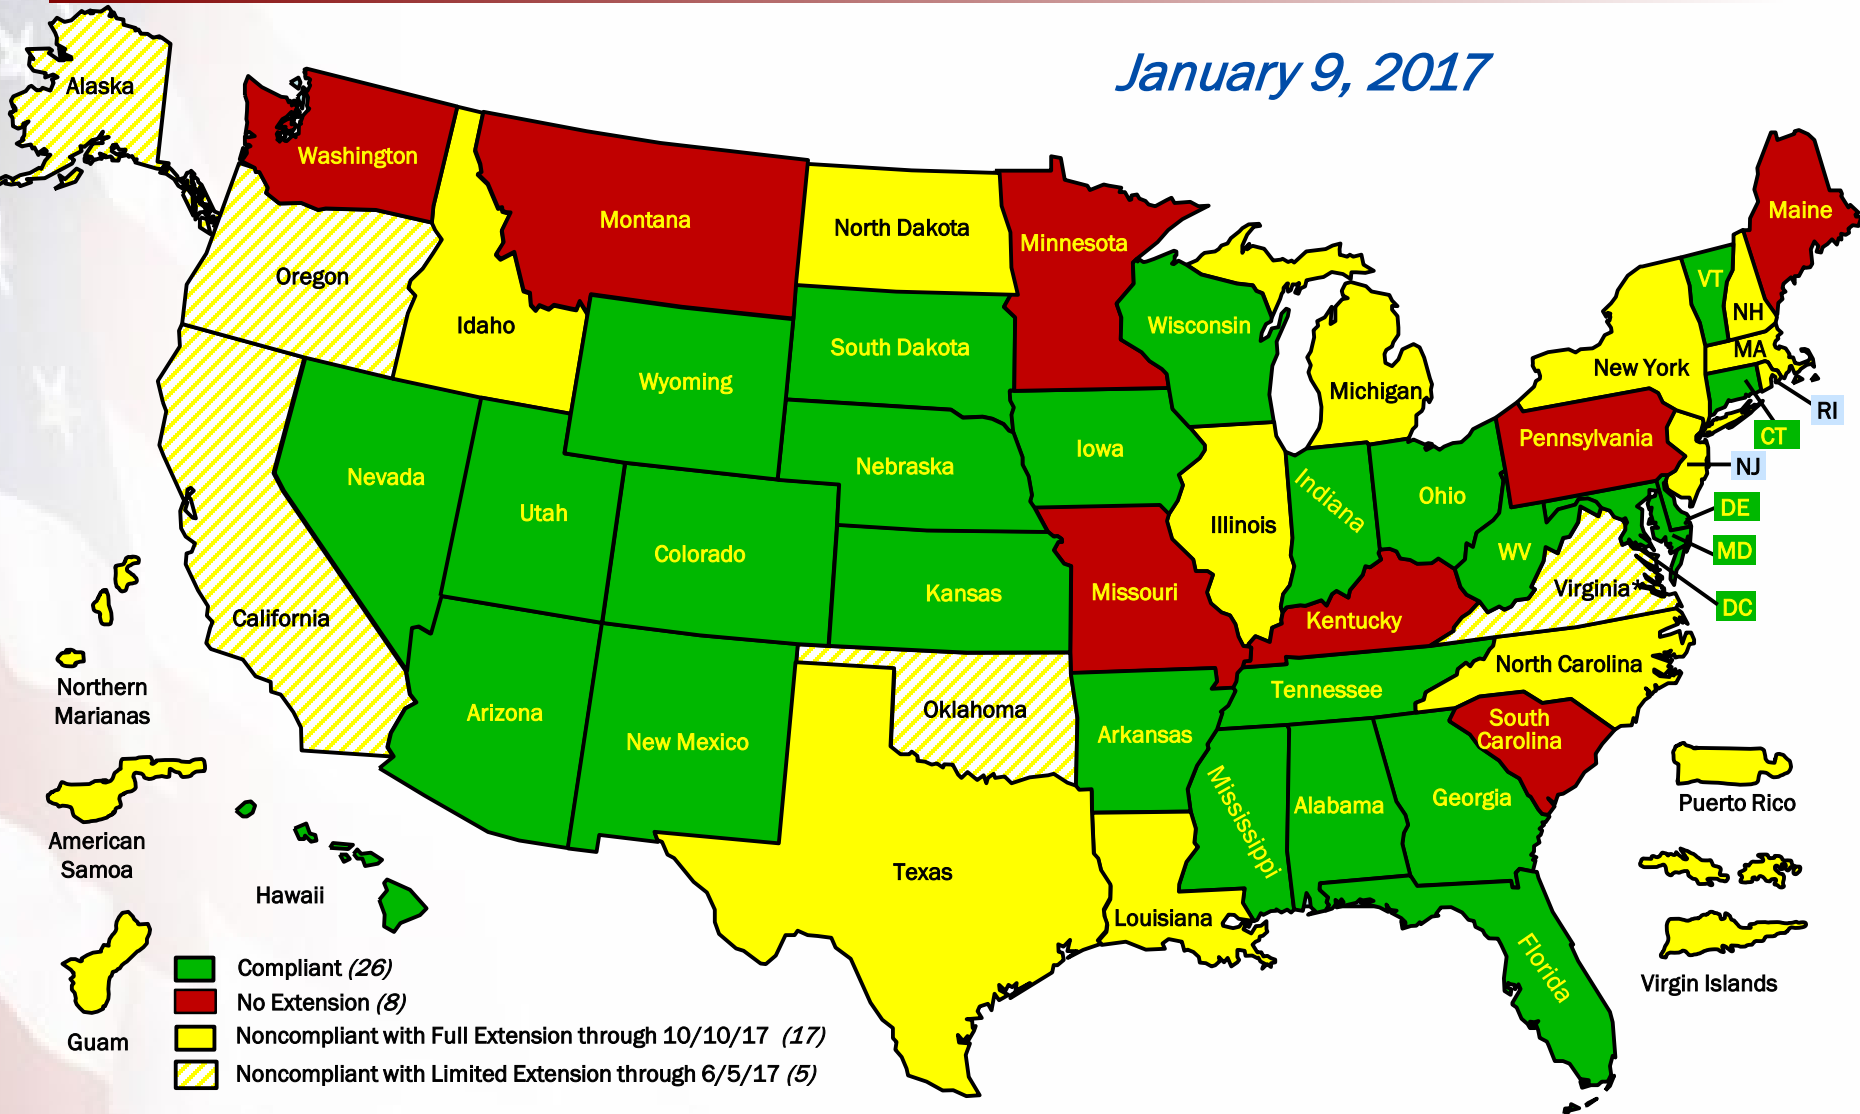 January 9, 2017
Alaska
Washington
Montana
North Dakota
Minnesota
Maine
Oregon
Idaho
VT
NH
Wisconsin
South Dakota
MA
New York
Wyoming
Michigan
RI
CT
Pennsylvania
Iowa
Nebraska
NJ
Nevada
Indiana
Ohio
DE
Utah
Illinois
Colorado
WV
MD
Missouri
Kansas
Virginia*
DC
California
Kentucky
North Carolina
Northern
Marianas
Tennessee
Oklahoma
Arizona
South
Carolina
Arkansas
New Mexico
Mississippi
Alabama
Georgia
Puerto Rico
American
Samoa
Texas
Hawaii
Louisiana
Florida
Virgin Islands
Guam
Compliant (26)
No Extension (8)
Noncompliant with Full Extension through 10/10/17 (17)
Noncompliant with Limited Extension through 6/5/17 (5)